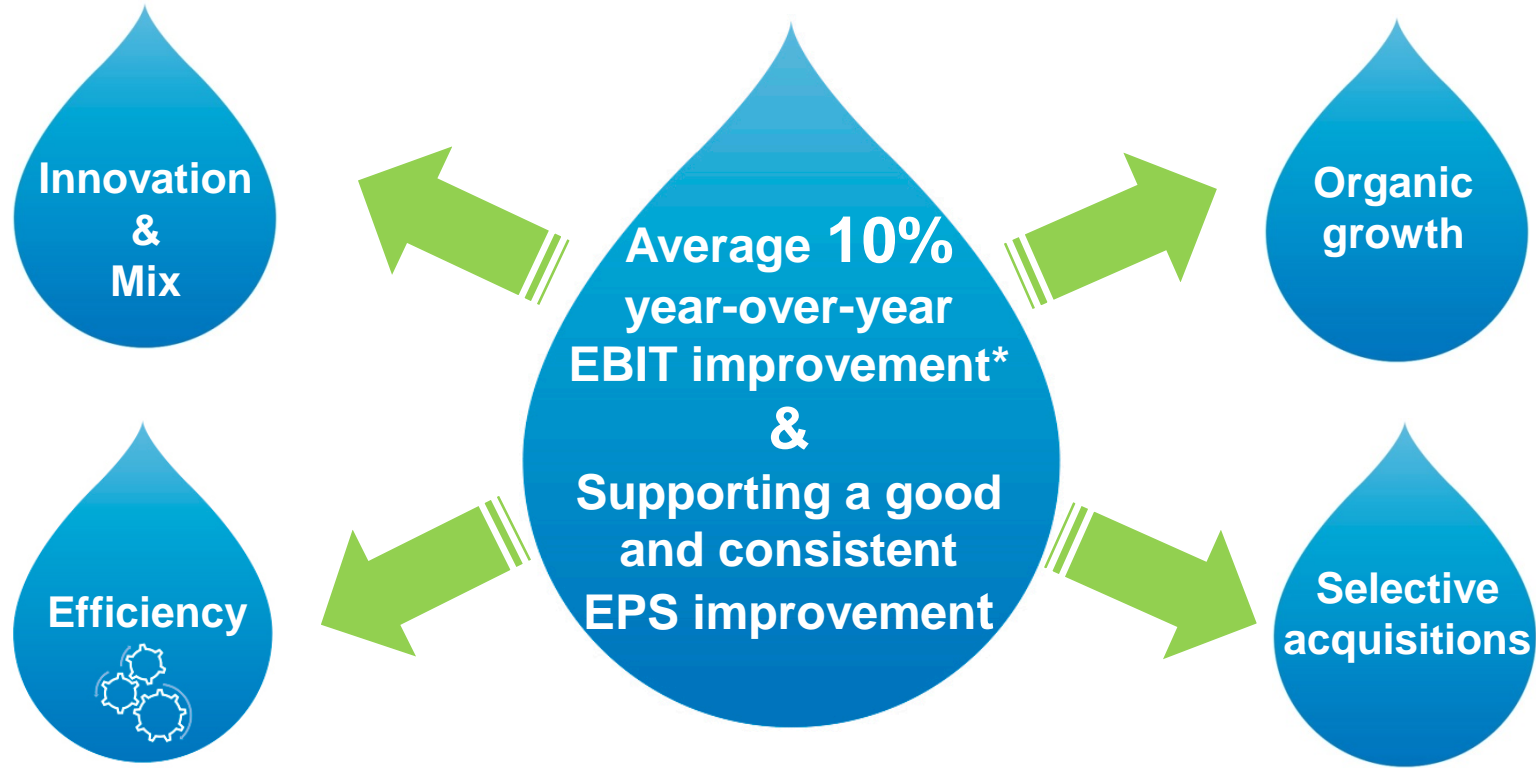 Innovation
&
Mix
Average 10%
year-over-year
EBIT improvement*
&
Supporting a good
and consistent
EPS improvement
Organic
growth
Efficiency
Selective
acquisitions